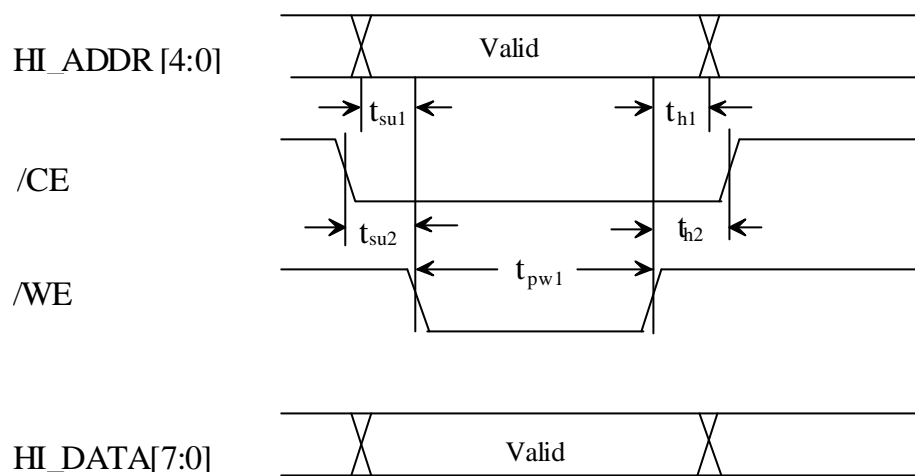 HI_ADDR [4:0]
Valid
tsu1
th1
/CE
tsu2
th2
/WE
tpw1
HI_DATA[7:0]
Valid